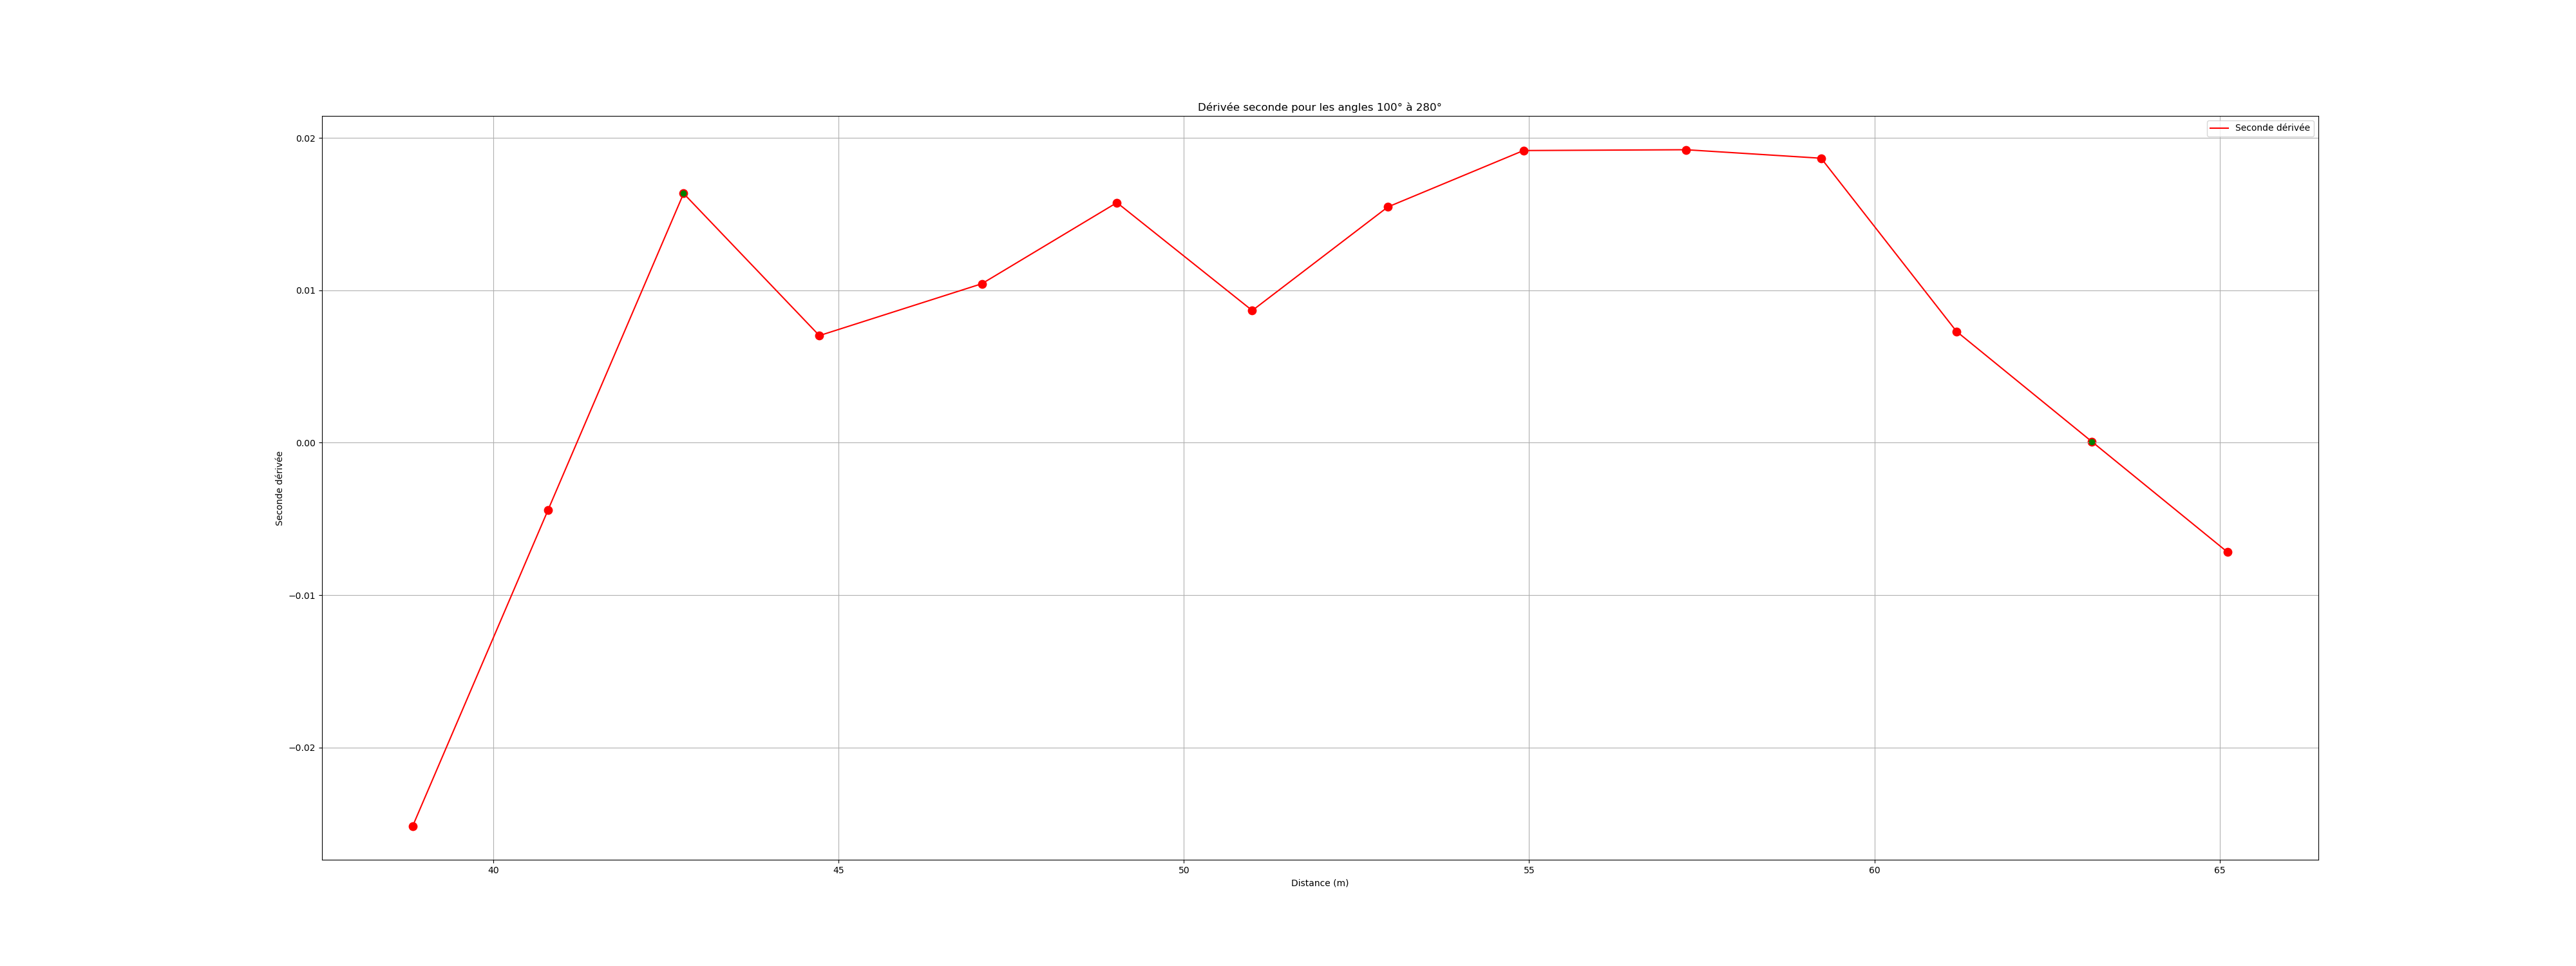 Dérivée seconde pour les angles 100° à 280°
Seconde dérivée
0.02
0.01
0.00
−0.01
−0.02
Seconde dérivée
40 45 50 55 60 65
Distance (m)